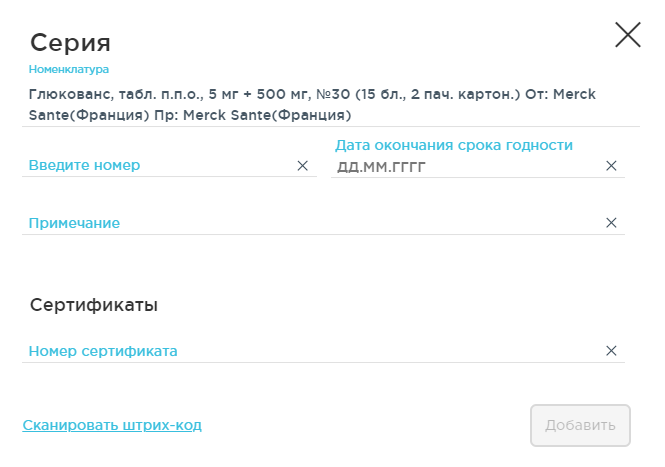 Серия
Номенклатура
Глюкованс, табл. п.п.о., 5 мг + 500 мг, №30 (15 бл., 2 пач. картон.) От: Merck
Sante(Франция) Пр: Merck Sante(Франция)
Дата окончания срока годности
Введите номер
ДД.ММ.ГГГГ
Примечание
Сертификаты
Номер сертификата
Сканировать штрих-код
Добавить